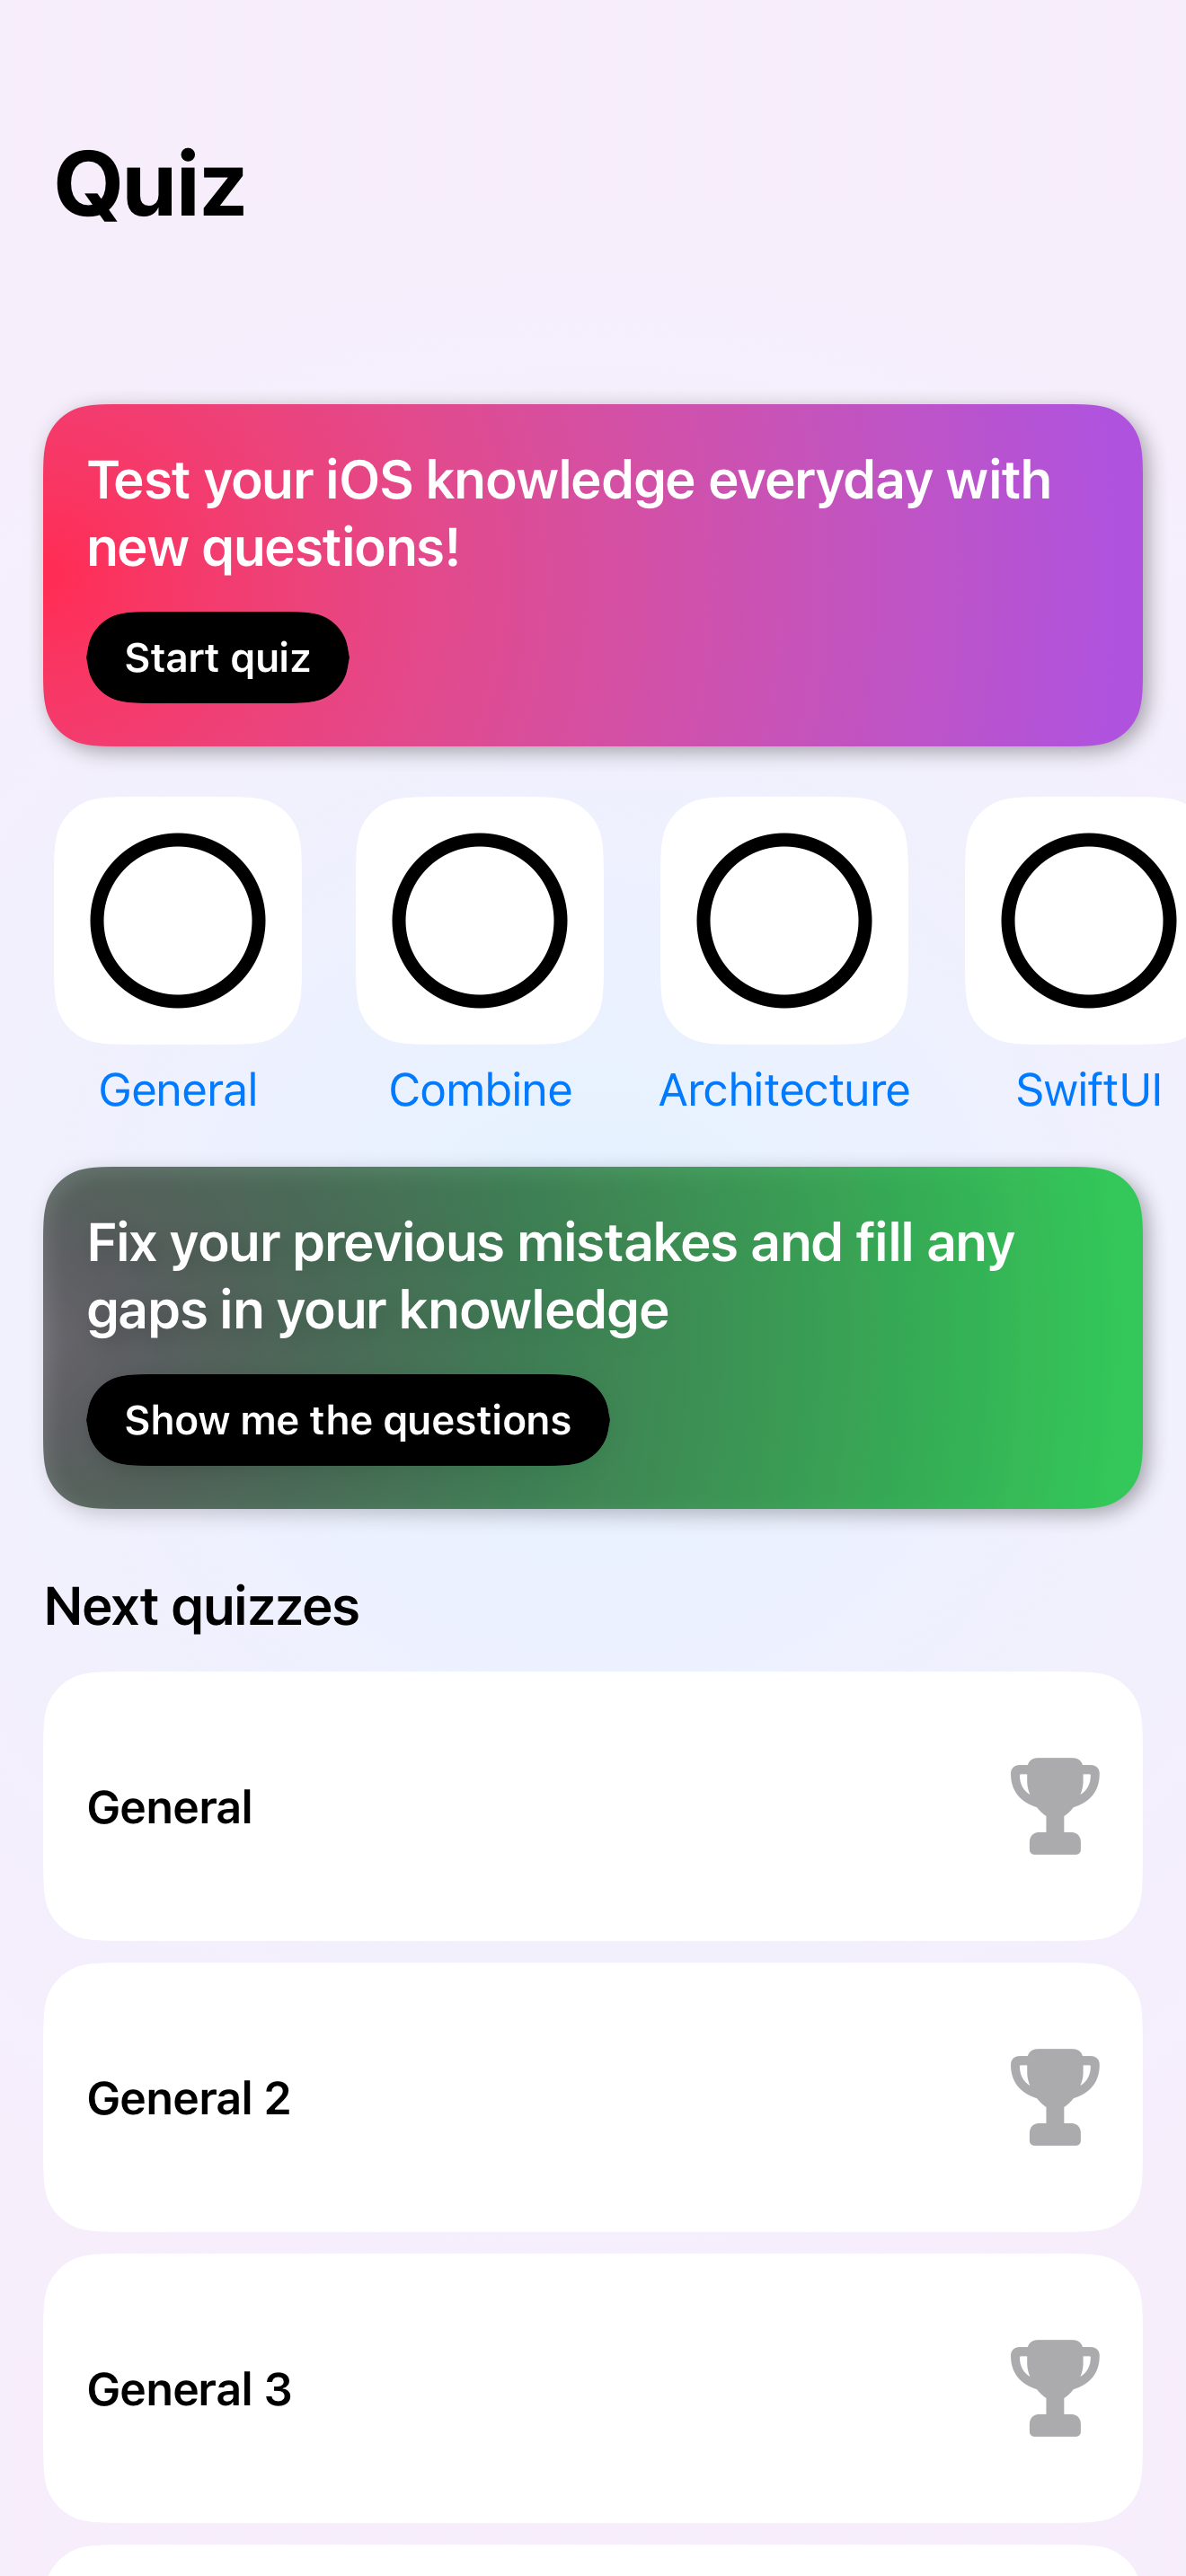 Quiz
Test your iOS knowledge everyday with
new questions!
Start quiz
General
Combine
Architecture
SwiftUI
Fix your previous mistakes and fill any
gaps in your knowledge
Show me the questions
Next quizzes
General
General 2
General 3